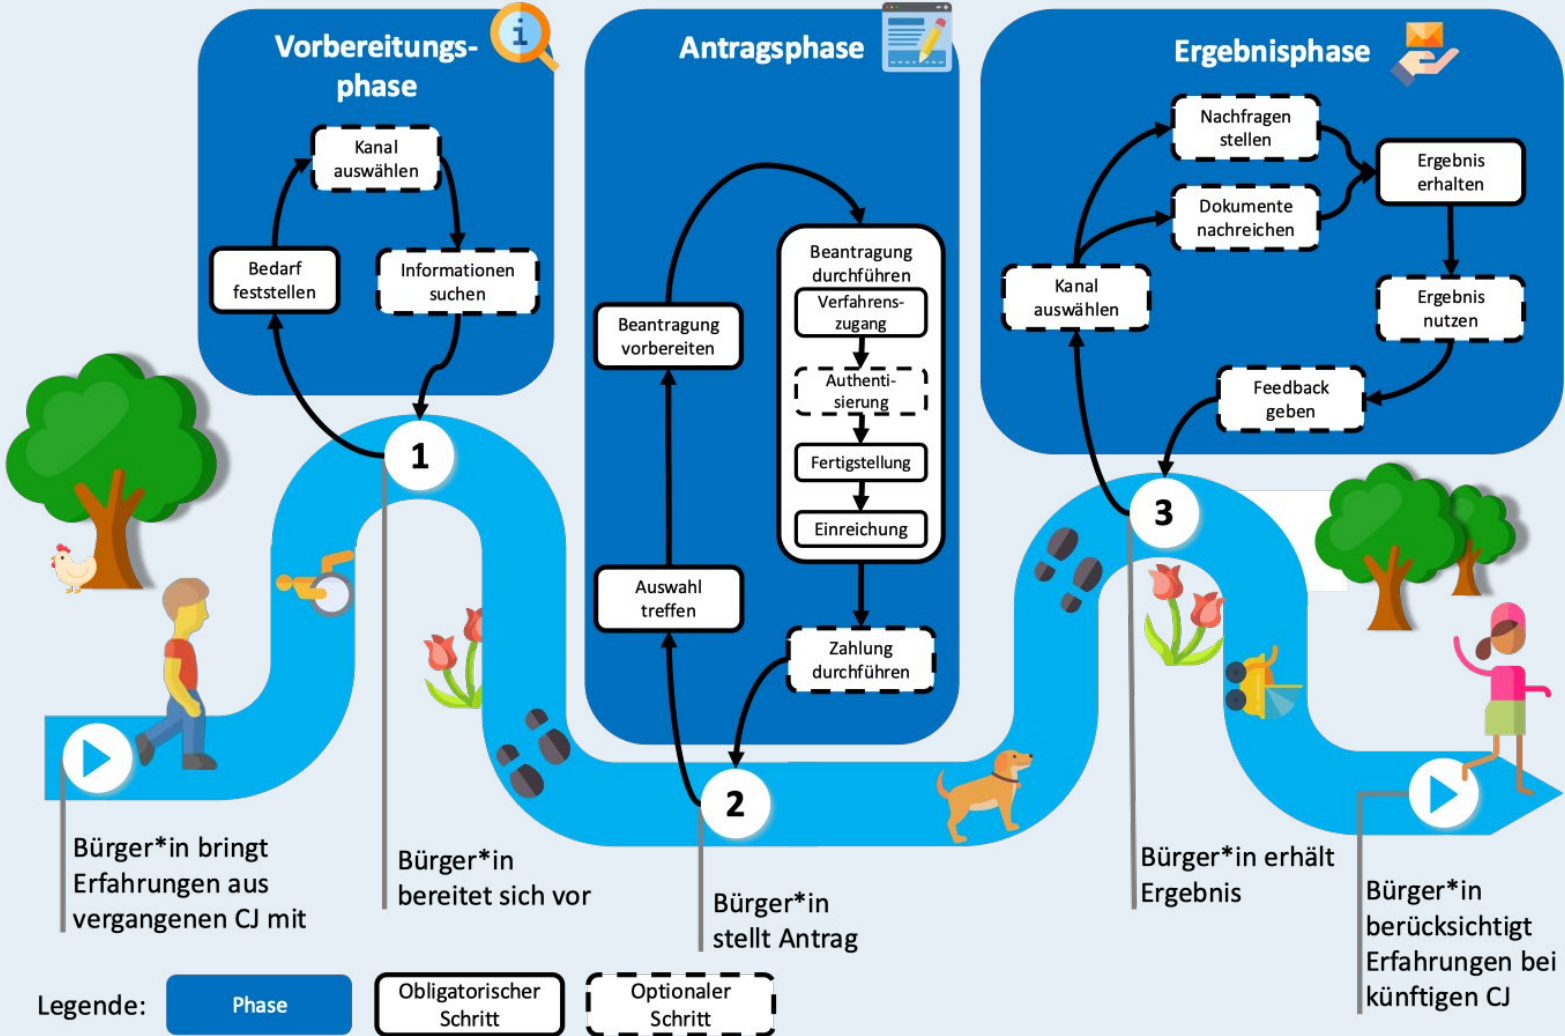 Vorbereitungs-
phase
Kanal
auswählen
Bedarf
feststellen
Informationen
suchen
1
Antragsphase
Beantragung
durchführen
Verfahrens-
zugang
Authenti-
sierung
Fertigstellung
Einreichung
Beantragung
vorbereiten
Auswahl
treffen
Zahlung
durchführen
2
Ergebnisphase
Nachfragen
stellen
Dokumente
nachreichen
Kanal
auswählen
Ergebnis
erhalten
Ergebnis
nutzen
Feedback
geben
3
Bürger*in bringt
Erfahrungen aus
vergangenen CJ mit
Bürger*in
bereitet sich vor
Bürger*in
stellt Antrag
Bürger*in erhält
Ergebnis
Bürger*in
berücksichtigt
Erfahrungen bei
künftigen CJ
Legende:
Phase
Obligatorischer
Schritt
Optionaler
Schritt